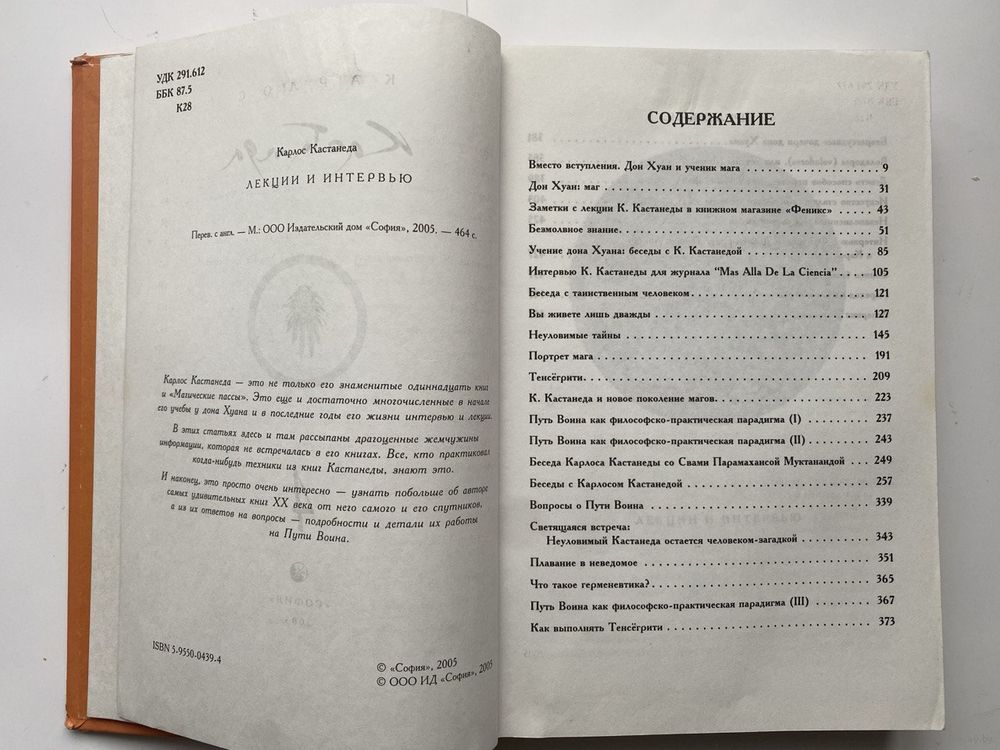 УДК 291.612
ББК 87.5
К28
Карлос Кастанеда
ЛЕКЦИИ И ИНТЕРВЬЮ
Перев. с англ. — М.: ООО Издательский дом «София», 2005. — 464 с.
Карлос Кастанеда — это не только его знаменитые одиннадцать книг
и «Магические пассы». Это еще и достаточно многочисленные в начале
его учебы у дона Хуана и в последние годы его жизни интервью и лекции.
В этих статьях здесь и там рассыпаны драгоценные жемчужины
информации, которая не встречалась в его книгах. Все, кто практиковал
когда-нибудь техники из книг Кастанеды, знают это.
И наконец, это просто очень интересно — узнать побольше об авторе
самых удивительных книг XX века от него самого и его спутников,
а из их ответов на вопросы — подробности и детали их работы
на Пути Воина.
ISBN 5-9550-0439-4
© «София», 2005
© ООО ИД «София», 2005
СОДЕРЖАНИЕ
Вместо вступления. Дон Хуан и ученик мага . . . . . . . . . . 9
Дон Хуан: маг . . . . . . . . . . 31
Заметки с лекции К. Кастанеды в книжном магазине «Феникс» . . . . . 43
Безмолвное знание. . . . . . . . . . 51
Учение дона Хуана: беседы с К. Кастанедой . . . . . . . . . . 85
Интервью К. Кастанеды для журнала "Mas Alla De La Ciencia" . . . . 105
Беседа с таинственным человеком . . . . . . . . . . 121
Вы живете лишь дважды . . . . . . . . . . 127
Неуловимые тайны . . . . . . . . . . 145
Портрет мага . . . . . . . . . . 191
Тенсёгрити. . . . . . . . . . 209
К. Кастанеда и новое поколение магов. . . . . . . . . . 223
Путь Воина как философско-практическая парадигма (I) . . . . . . . 237
Путь Воина как философско-практическая парадигма (II) . . . . . . . 243
Беседа Карлоса Кастанеды со Свами Парамахансой Муктанандой . . . 249
Беседы с Карлосом Кастанедой . . . . . . . . . . 257
Вопросы о Пути Воина . . . . . . . . . . 339
Светящаяся встреча:
Неуловимый Кастанеда остается человеком-загадкой . . . . . . . . 343
Плавание в неведомое . . . . . . . . . . 351
Что такое герменевтика? . . . . . . . . . . 365
Путь Воина как философско-практическая парадигма (III) . . . . . . 367
Как выполнять Тенсёгрити . . . . . . . . . . 373